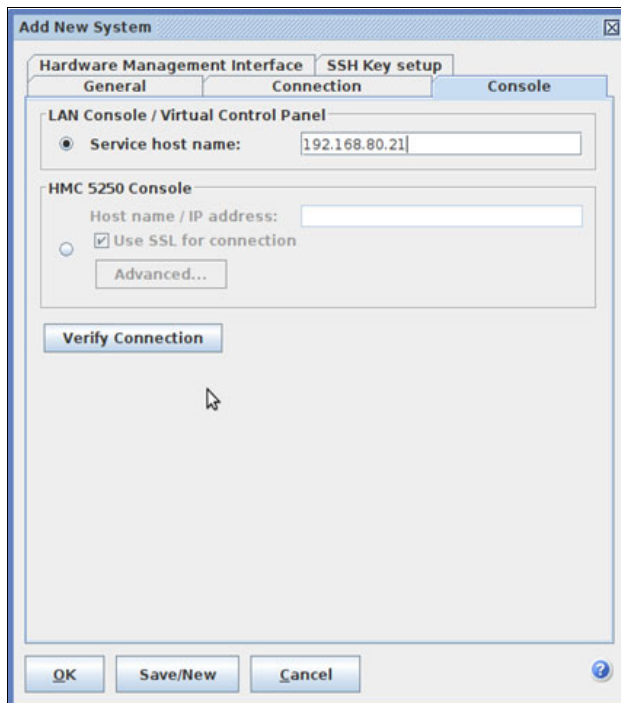 Add New System
Hardware Management Interface SSH Key setup
General Connection Console
LAN Console / Virtual Control Panel
Service host name: 192.168.80.21
HMC 5250 Console
Host name / IP address:
Use SSL for connection
Advanced...
Verify Connection
OK Save/New Cancel ?